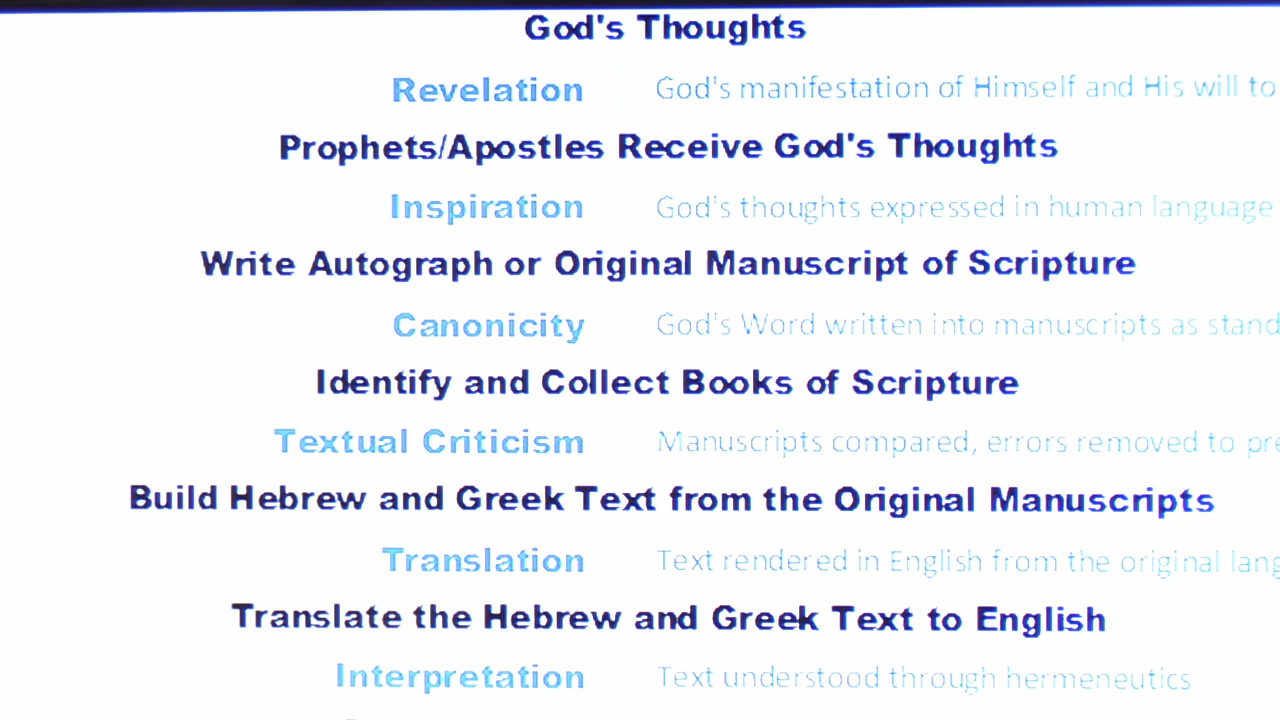 God's Thoughts
Revelation God's manifestation of Himself and His will to
Prophets/Apostles Receive God's Thoughts
Inspiration God's thoughts expressed in human language
Write Autograph or Original Manuscript of Scripture
Canonicity God's Word written into manuscripts as
Identify and Collect Books of Scripture
Textual Criticism Manuscripts compared, errors removed to
Build Hebrew and Greek Text from the Original Manuscripts
Translation Text rendered in English from the original
Translate the Hebrew and Greek Text to English
Interpretation Text understood through hermeneutics